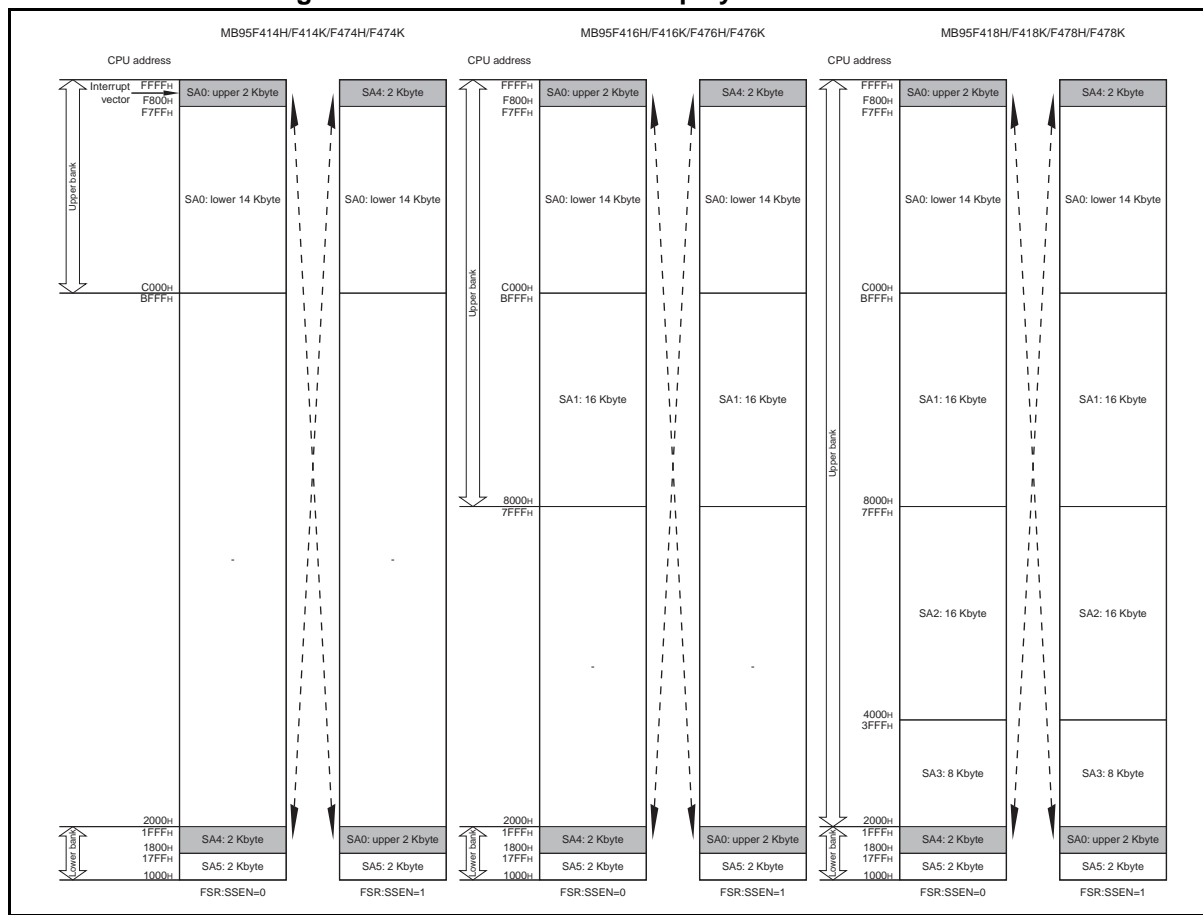 MB95F414H/F414K/F474H/F474K
CPU address
Interrupt vector
FFFFH
F800H
F7FFH
C000H
BFFFH
2000H
1FFFH
1800H
17FFH
1000H
Upper bank
Lower bank
SA0: upper 2 Kbyte
SA0: lower 14 Kbyte
-
SA4: 2 Kbyte
SA5: 2 Kbyte
FSR:SSEN=0
SA4: 2 Kbyte
SA0: lower 14 Kbyte
-
SA0: upper 2 Kbyte
SA5: 2 Kbyte
FSR:SSEN=1
MB95F416H/F416K/F476H/F476K
CPU address
FFFFH
F800H
F7FFH
C000H
BFFFH
8000H
7FFFH
2000H
1FFFH
1800H
17FFH
1000H
Upper bank
Lower bank
SA0: upper 2 Kbyte
SA0: lower 14 Kbyte
SA1: 16 Kbyte
-
SA4: 2 Kbyte
SA5: 2 Kbyte
FSR:SSEN=0
SA4: 2 Kbyte
SA0: lower 14 Kbyte
SA1: 16 Kbyte
-
SA0: upper 2 Kbyte
SA5: 2 Kbyte
FSR:SSEN=1
MB95F418H/F418K/F478H/F478K
CPU address
FFFFH
F800H
F7FFH
C000H
BFFFH
8000H
7FFFH
4000H
3FFFH
2000H
1FFFH
1800H
17FFH
1000H
Upper bank
Lower bank
SA0: upper 2 Kbyte
SA0: lower 14 Kbyte
SA1: 16 Kbyte
SA2: 16 Kbyte
SA3: 8 Kbyte
SA4: 2 Kbyte
SA5: 2 Kbyte
FSR:SSEN=0
SA4: 2 Kbyte
SA0: lower 14 Kbyte
SA1: 16 Kbyte
SA2: 16 Kbyte
SA3: 8 Kbyte
SA0: upper 2 Kbyte
SA5: 2 Kbyte
FSR:SSEN=1